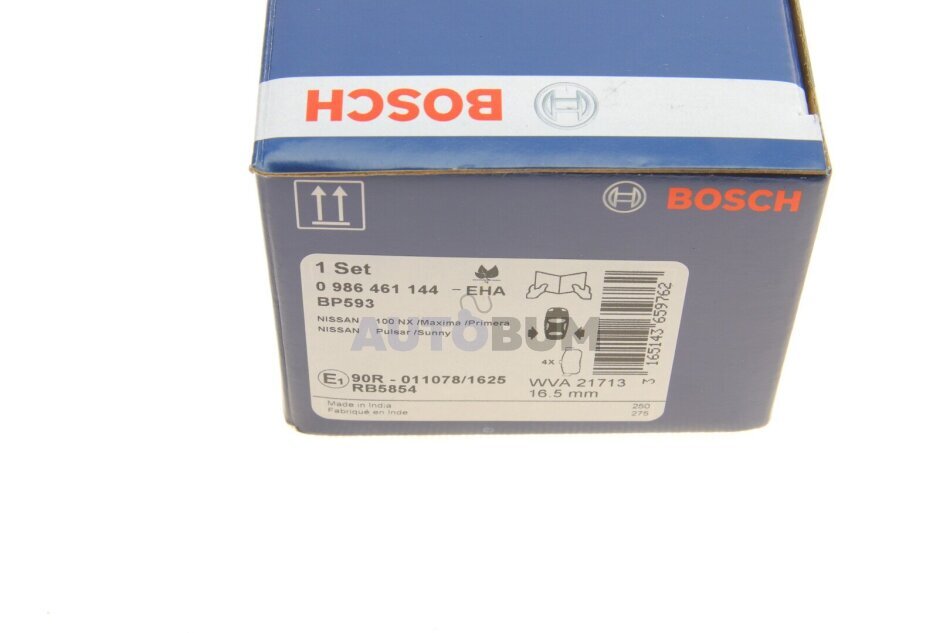 BOSCH
BOSCH
1 Set
0 986 461 144 - EHA
BP593
NISSAN 100 NX /Maxima /Primera
NISSAN Pulsar /Sunny
AUTOBUM
4X
E1 90R - 011078/1625
RB5854
WVA 21713
16.5 mm
3 165143 659762
Made in India
Fabriqué en Inde
250
275